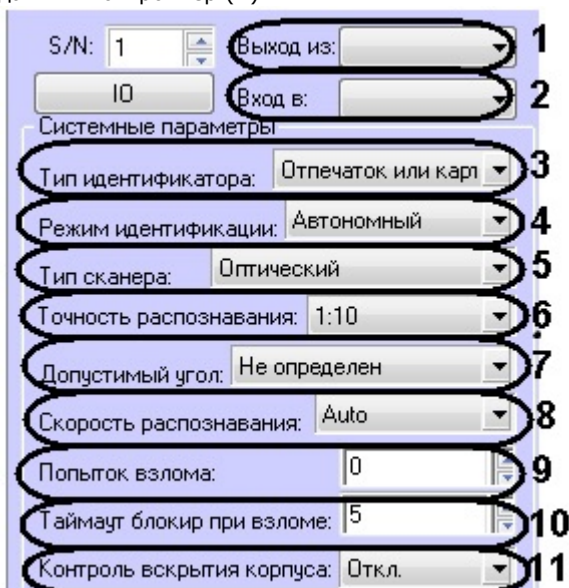 S/N: 1 Выход из: 1
IO Вход в: 2
Системные параметры
Тип идентификатора: Отпечаток или карт 3
Режим идентификации: Автономный 4
Тип сканера: Оптический 5
Точность распознавания: 1:10 6
Допустимый угол: Не определен 7
Скорость распознавания: Auto 8
Попыток взлома: 0 9
Таймаут блокир при взломе: 5 10
Контроль вскрытия корпуса: Откл. 11